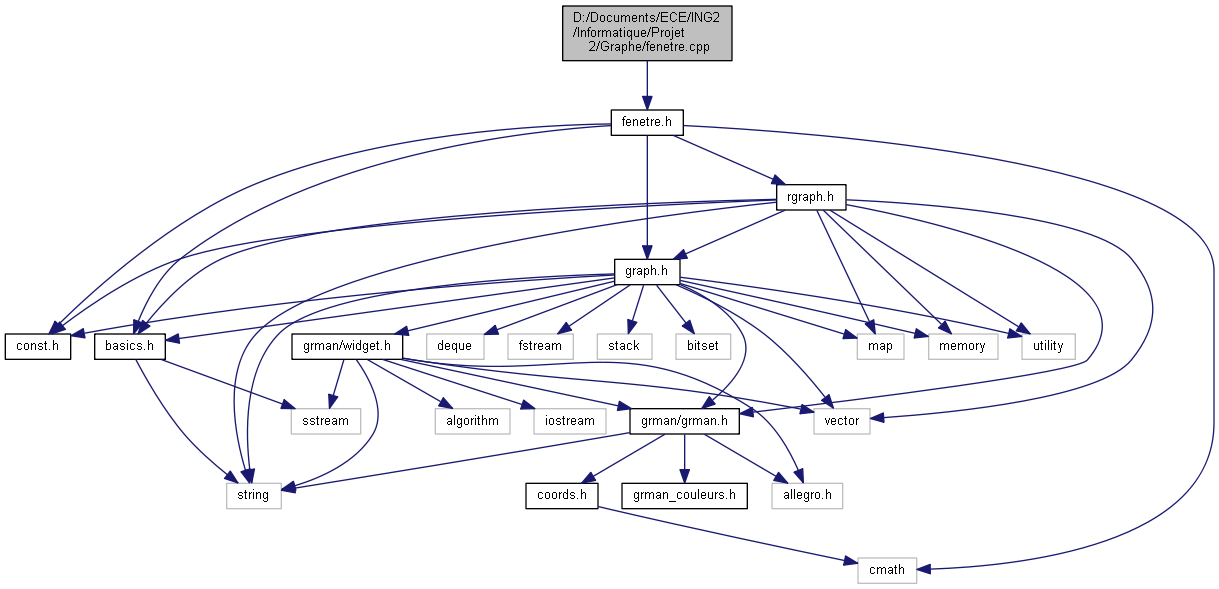 D:/Documents/ECE/ING2
/Informatique/Projet
2/Graphe/fenetre.cpp
fenetre.h
rgraph.h
graph.h
const.h
basics.h
grman/widget.h
deque
fstream
stack
bitset
map
memory
utility
sstream
algorithm
iostream
grman/grman.h
vector
string
coords.h
grman_couleurs.h
allegro.h
cmath